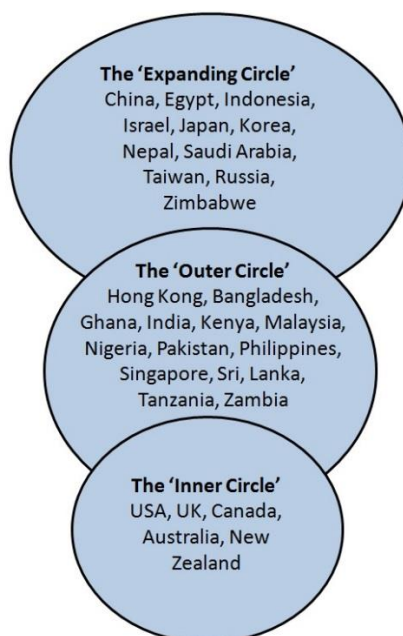 The ‘Expanding Circle’
China, Egypt, Indonesia,
Israel, Japan, Korea,
Nepal, Saudi Arabia,
Taiwan, Russia,
Zimbabwe
The ‘Outer Circle’
Hong Kong, Bangladesh,
Ghana, India, Kenya, Malaysia,
Nigeria, Pakistan, Philippines,
Singapore, Sri, Lanka,
Tanzania, Zambia
The ‘Inner Circle’
USA, UK, Canada,
Australia, New
Zealand